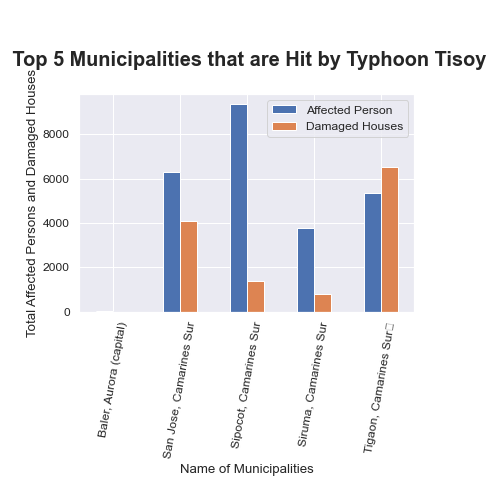 Top 5 Municipalities that are Hit by Typhoon Tisoy
Total Affected Persons and Damaged Houses
8000
6000
4000
2000
0
Affected Person
Damaged Houses
Baler, Aurora (capital)
San Jose, Camarines Sur
Sipocot, Camarines Sur
Siruma, Camarines Sur
Tigaon, Camarines Sur
Name of Municipalities